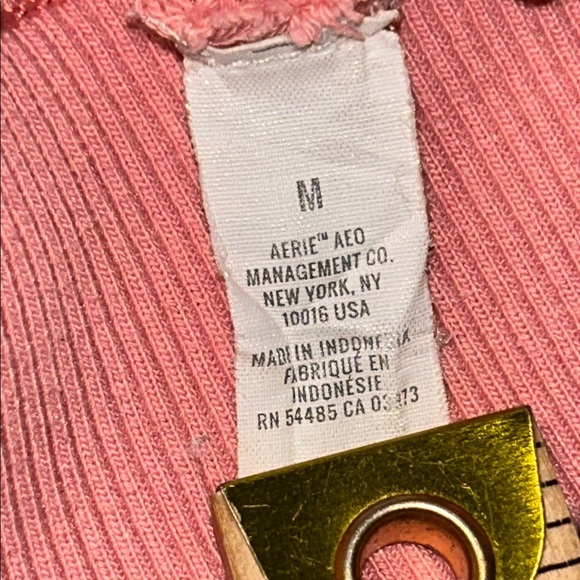 M
AERIE™ AEO
MANAGEMENT CO.
NEW YORK, NY
10016 USA
MADE IN INDONESIA
FABRIQUÉ EN
INDONÉSIE
RN 54485 CA